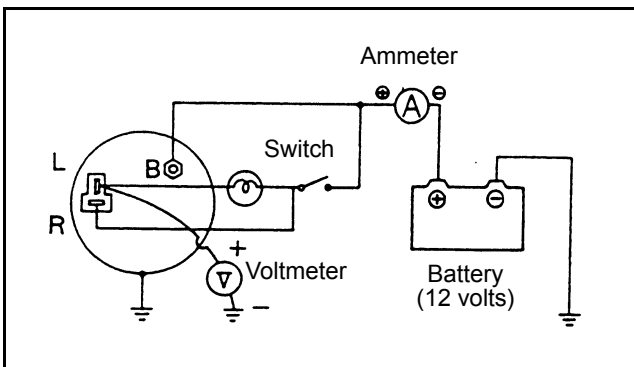 Ammeter
⊕ A ⊖
L B Switch
R
+ V Voltmeter
−
⊕ ⊖
Battery
(12 volts)